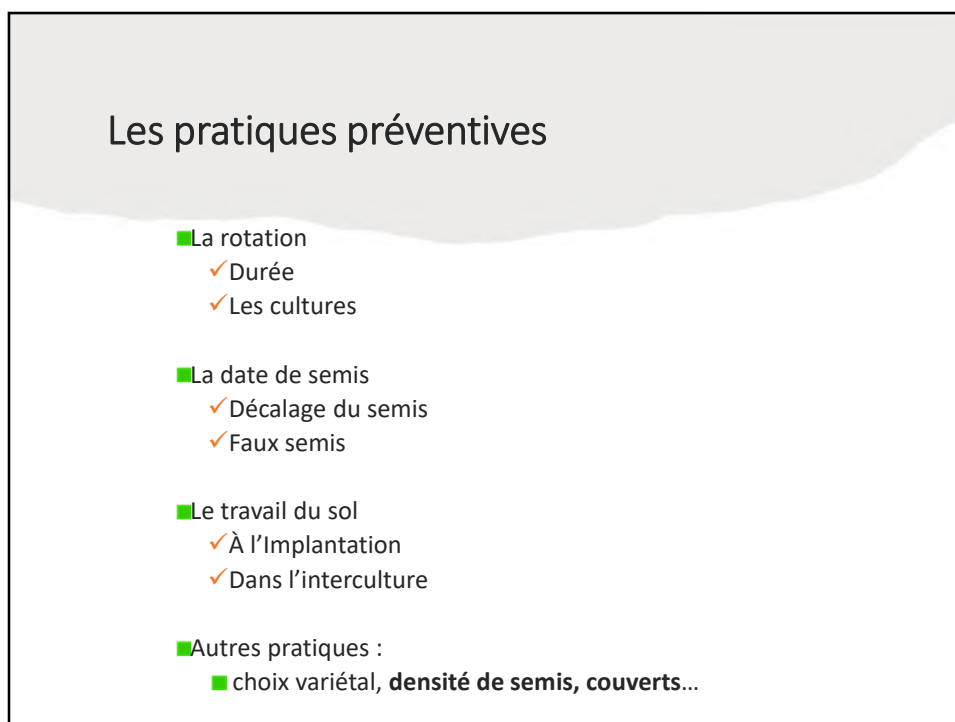 Les pratiques préventives
La rotation
Durée
Les cultures
La date de semis
Décalage du semis
Faux semis
Le travail du sol
À l’Implantation
Dans l’interculture
Autres pratiques :
choix variétal, densité de semis, couverts…